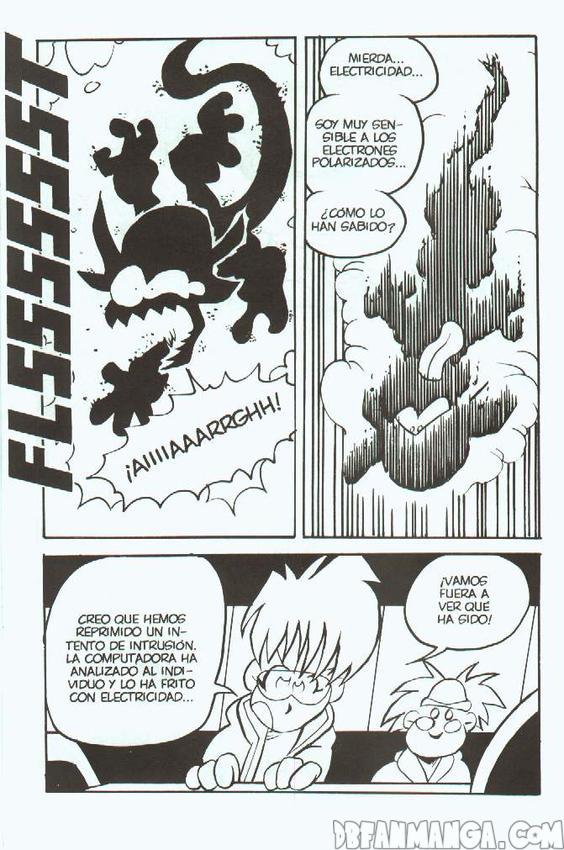 FLSSSSSST
¡AIIIIAAARRGHH!
MIERDA...
ELECTRICIDAD...
SOY MUY SEN-
SIBLE A LOS
ELECTRONES
POLARIZADOS...
¿CÓMO LO
HAN SABIDO?
CREO QUE HEMOS
REPRIMIDO UN IN-
TENTO DE INTRUSIÓN.
LA COMPUTADORA HA
ANALIZADO AL INDI-
VIDUO Y LO HA FRITO
CON ELECTRICIDAD...
¡VAMOS
FUERA A
VER QUÉ
HA SIDO!
DBFANMANGA.COM